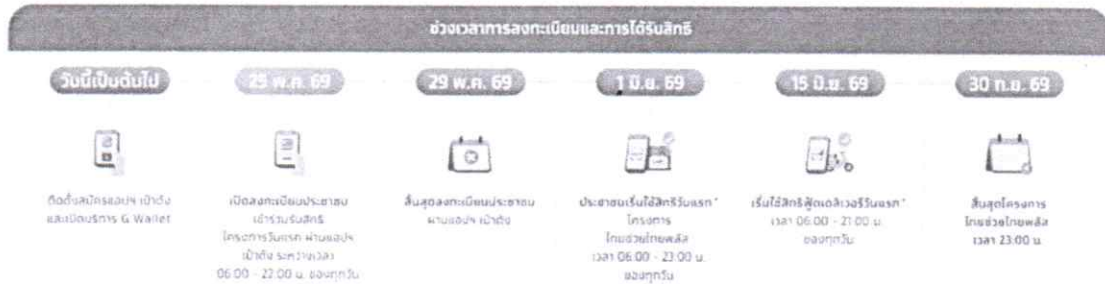 ช่วงเวลาการลงทะเบียนและการได้รับสิทธิ
วันนี้เป็นต้นไป
25 พ.ค. 69
29 พ.ค. 69
1 มิ.ย. 69
15 มิ.ย. 69
30 ก.ย. 69
ติดตั้งสมัครแอปฯ เป๋าตัง
และเปิดบริการ G Wallet
เปิดลงทะเบียนประชาชน
เข้าร่วมรับสิทธิ
โครงการวันแรก ผ่านแอปฯ
เป๋าตัง ระหว่างเวลา
06:00 - 22:00 น. ของทุกวัน
สิ้นสุดลงทะเบียนประชาชน
ผ่านแอปฯ เป๋าตัง
ประชาชนเริ่มใช้สิทธิวันแรก*
โครงการ
ไทยช่วยไทยพลัส
เวลา 06:00 - 23:00 น.
ของทุกวัน
เริ่มใช้สิทธิฟู้ดเดลิเวอรีวันแรก*
เวลา 06:00 - 21:00 น.
ของทุกวัน
สิ้นสุดโครงการ
ไทยช่วยไทยพลัส
เวลา 23:00 น.